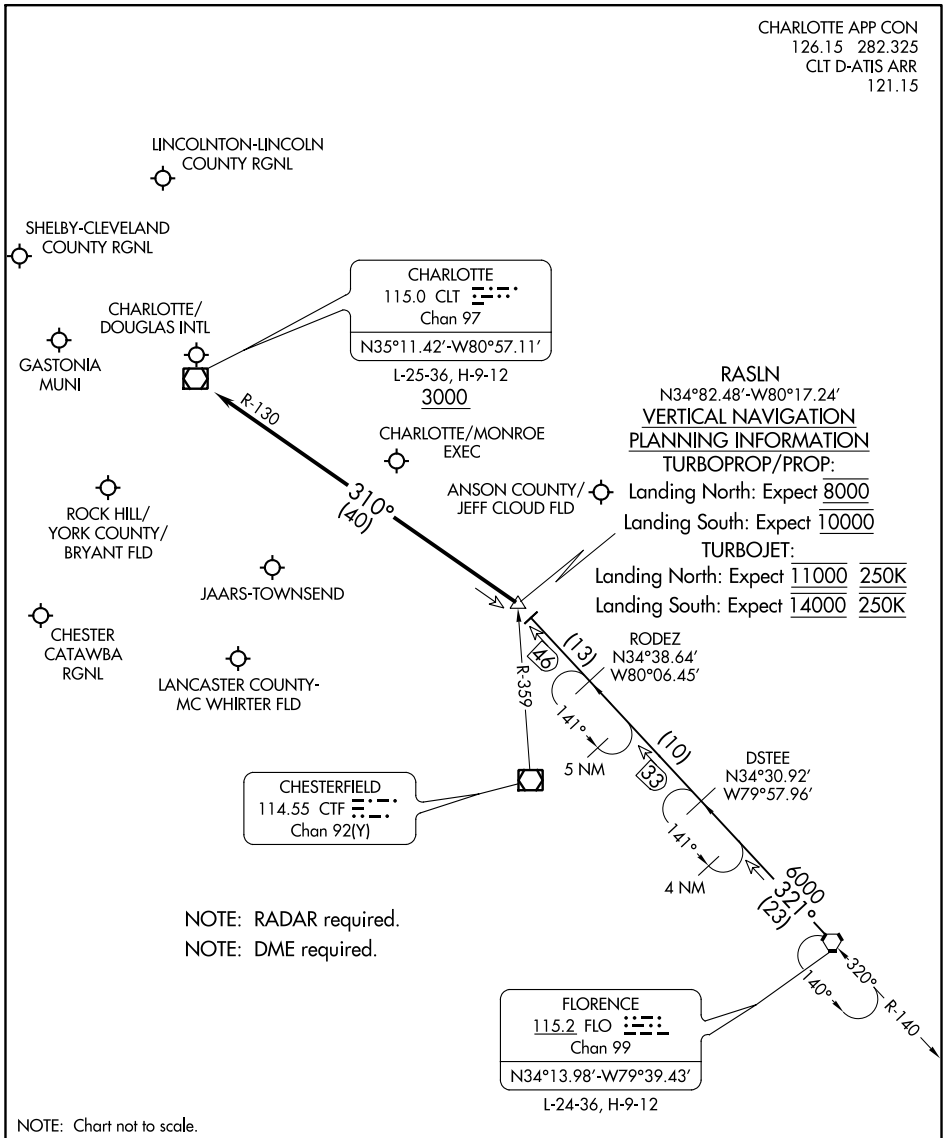 CHARLOTTE APP CON
126.15 282.325
CLT D-ATIS ARR
121.15
LINCOLNTON-LINCOLN
COUNTY RGNL
SHELBY-CLEVELAND
COUNTY RGNL
CHARLOTTE/
DOUGLAS INTL
GASTONIA
MUNI
CHARLOTTE
115.0 CLT
Chan 97
N35°11.42’-W80°57.11’
L-25-36, H-9-12
3000
R-130
310°
(40)
CHARLOTTE/MONROE
EXEC
ANSON COUNTY/
JEFF CLOUD FLD
RASLN
N34°82.48’-W80°17.24’
VERTICAL NAVIGATION
PLANNING INFORMATION
TURBOPROP/PROP:
Landing North: Expect 8000
Landing South: Expect 10000
TURBOJET:
Landing North: Expect 11000 250K
Landing South: Expect 14000 250K
ROCK HILL/
YORK COUNTY/
BRYANT FLD
JAARS-TOWNSEND
CHESTER
CATAWBA
RGNL
LANCASTER COUNTY-
MC WHIRTER FLD
R-359
46
(13)
RODEZ
N34°38.64’
W80°06.45’
141°
5 NM
(10)
33
DSTEE
N34°30.92’
W79°57.96’
141°
4 NM
CHESTERFIELD
114.55 CTF
Chan 92(Y)
6000
321°
(23)
NOTE: RADAR required.
NOTE: DME required.
140°
320°
R-140
FLORENCE
115.2 FLO
Chan 99
N34°13.98’-W79°39.43’
L-24-36, H-9-12
NOTE: Chart not to scale.